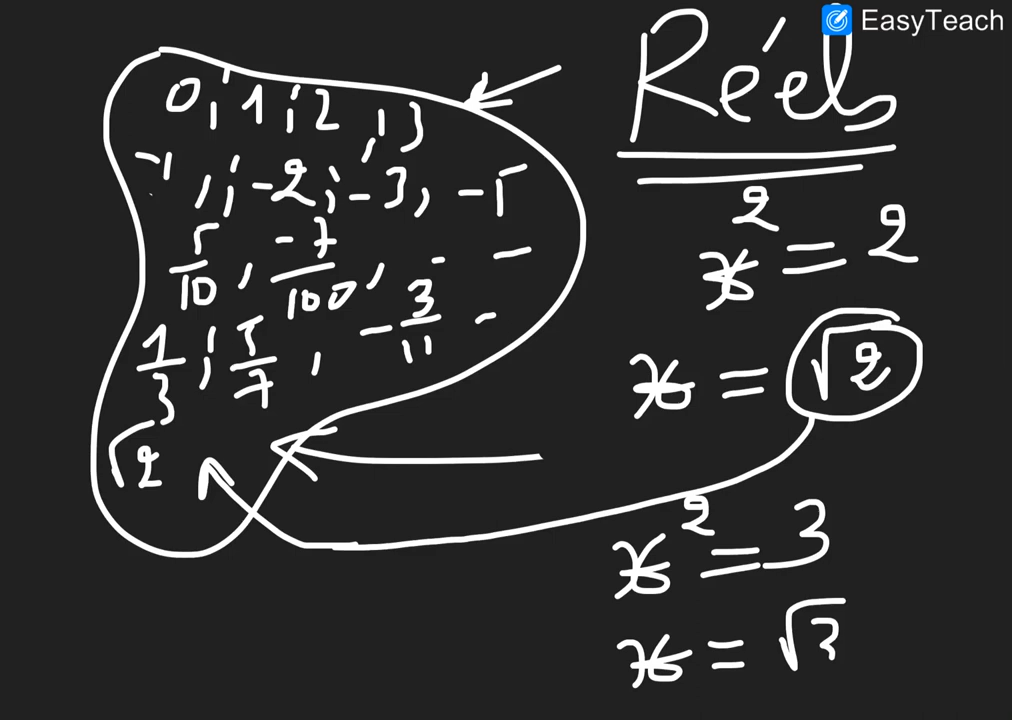 EasyTeach
Réels
0 ; 1 ; 2 , 3
-1 , ; -2 ; -3 , -5
5/10 , -7/100 , - -
1/3 ; 5/7 , -3/11 -
√2
x² = 2
x = √2
x² = 3
x = √3